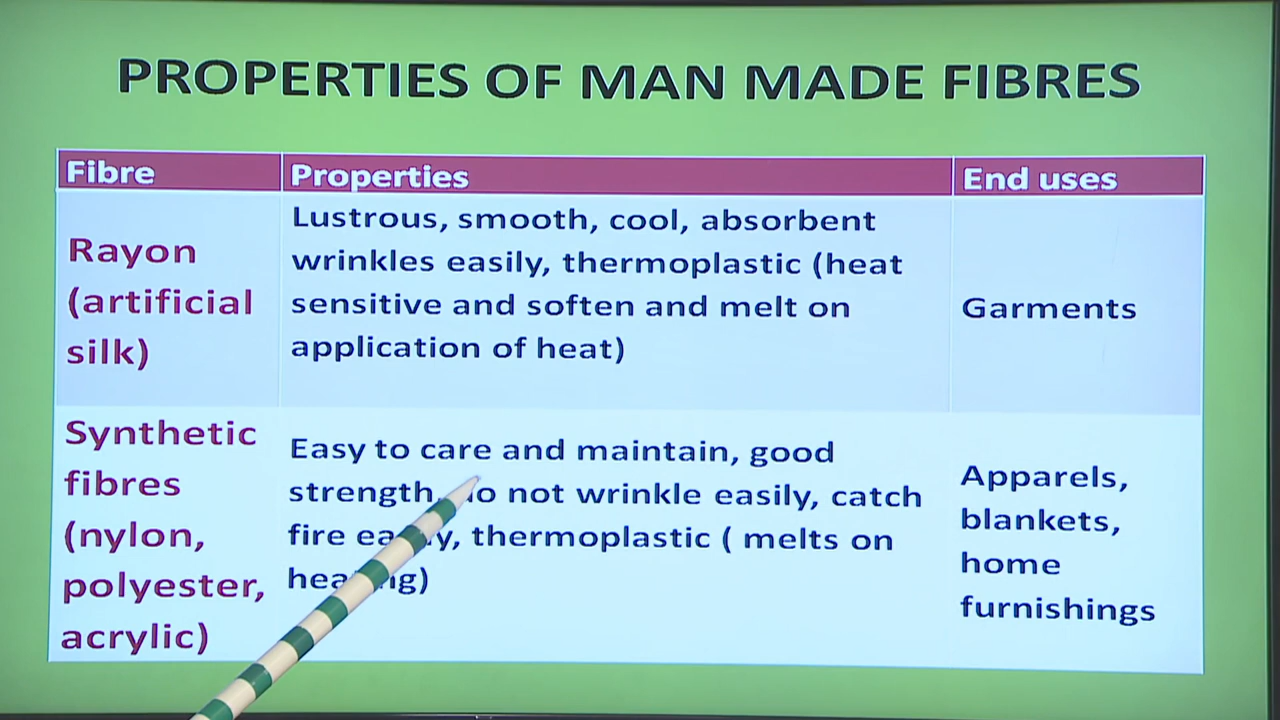 PROPERTIES OF MAN MADE FIBRES
Fibre
Properties
End uses
Rayon
(artificial
silk)
Lustrous, smooth, cool, absorbent
wrinkles easily, thermoplastic (heat
sensitive and soften and melt on
application of heat)
Garments
Synthetic
fibres
(nylon,
polyester,
acrylic)
Easy to care and maintain, good
strength, not wrinkle easily, catch
fire thermoplastic ( melts on
Apparels,
blankets,
home
furnishings